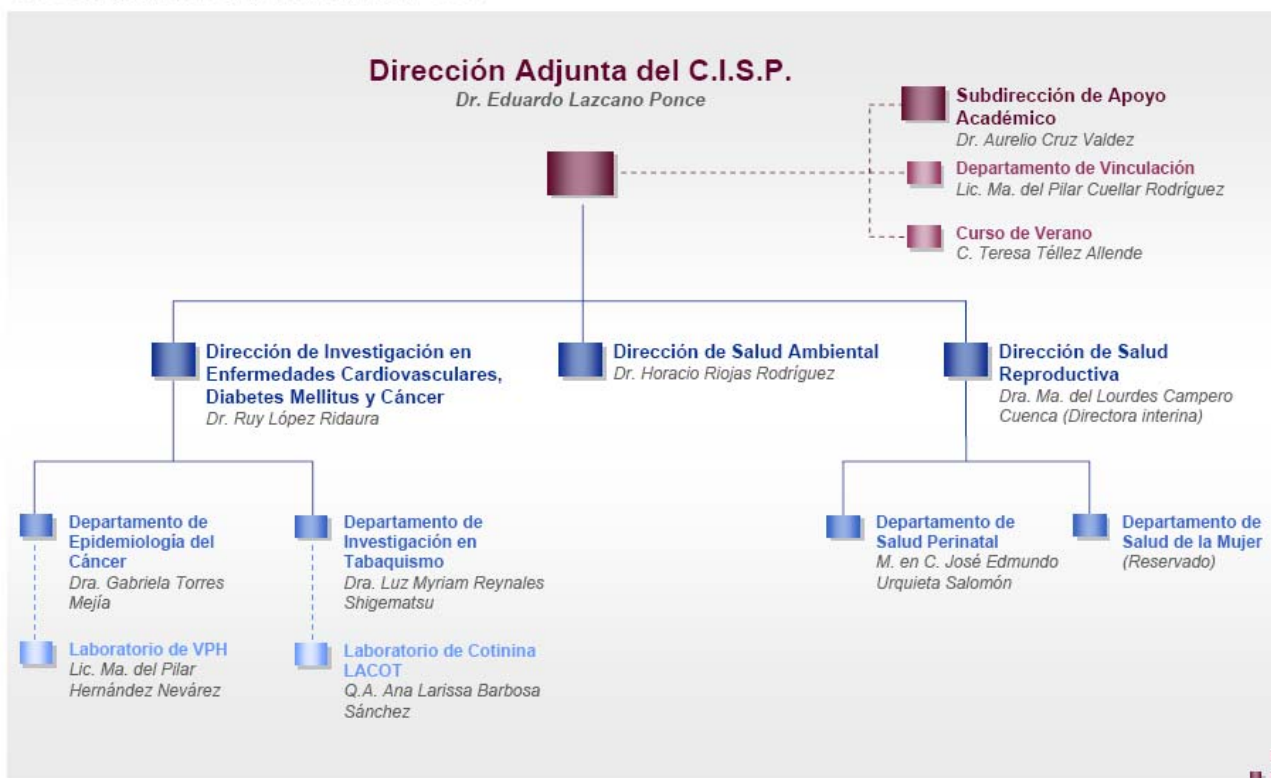 Dirección Adjunta del C.I.S.P.
Dr. Eduardo Lazcano Ponce
Subdirección de Apoyo
Académico
Dr. Aurelio Cruz Valdez
Departamento de Vinculación
Lic. Ma. del Pilar Cuellar Rodríguez
Curso de Verano
C. Teresa Téllez Allende
Dirección de Investigación en
Enfermedades Cardiovasculares,
Diabetes Mellitus y Cáncer
Dr. Ruy López Ridaura
Dirección de Salud Ambiental
Dr. Horacio Riojas Rodríguez
Dirección de Salud
Reproductiva
Dra. Ma. del Lourdes Campero
Cuenca (Directora interina)
Departamento de
Epidemiología del
Cáncer
Dra. Gabriela Torres
Mejía
Departamento de
Investigación en
Tabaquismo
Dra. Luz Myriam Reynales
Shigematsu
Departamento de
Salud Perinatal
M. en C. José Edmundo
Urquieta Salomón
Departamento de
Salud de la Mujer
(Reservado)
Laboratorio de VPH
Lic. Ma. del Pilar
Hernández Nevárez
Laboratorio de Cotinina
LACOT
Q.A. Ana Larissa Barbosa
Sánchez